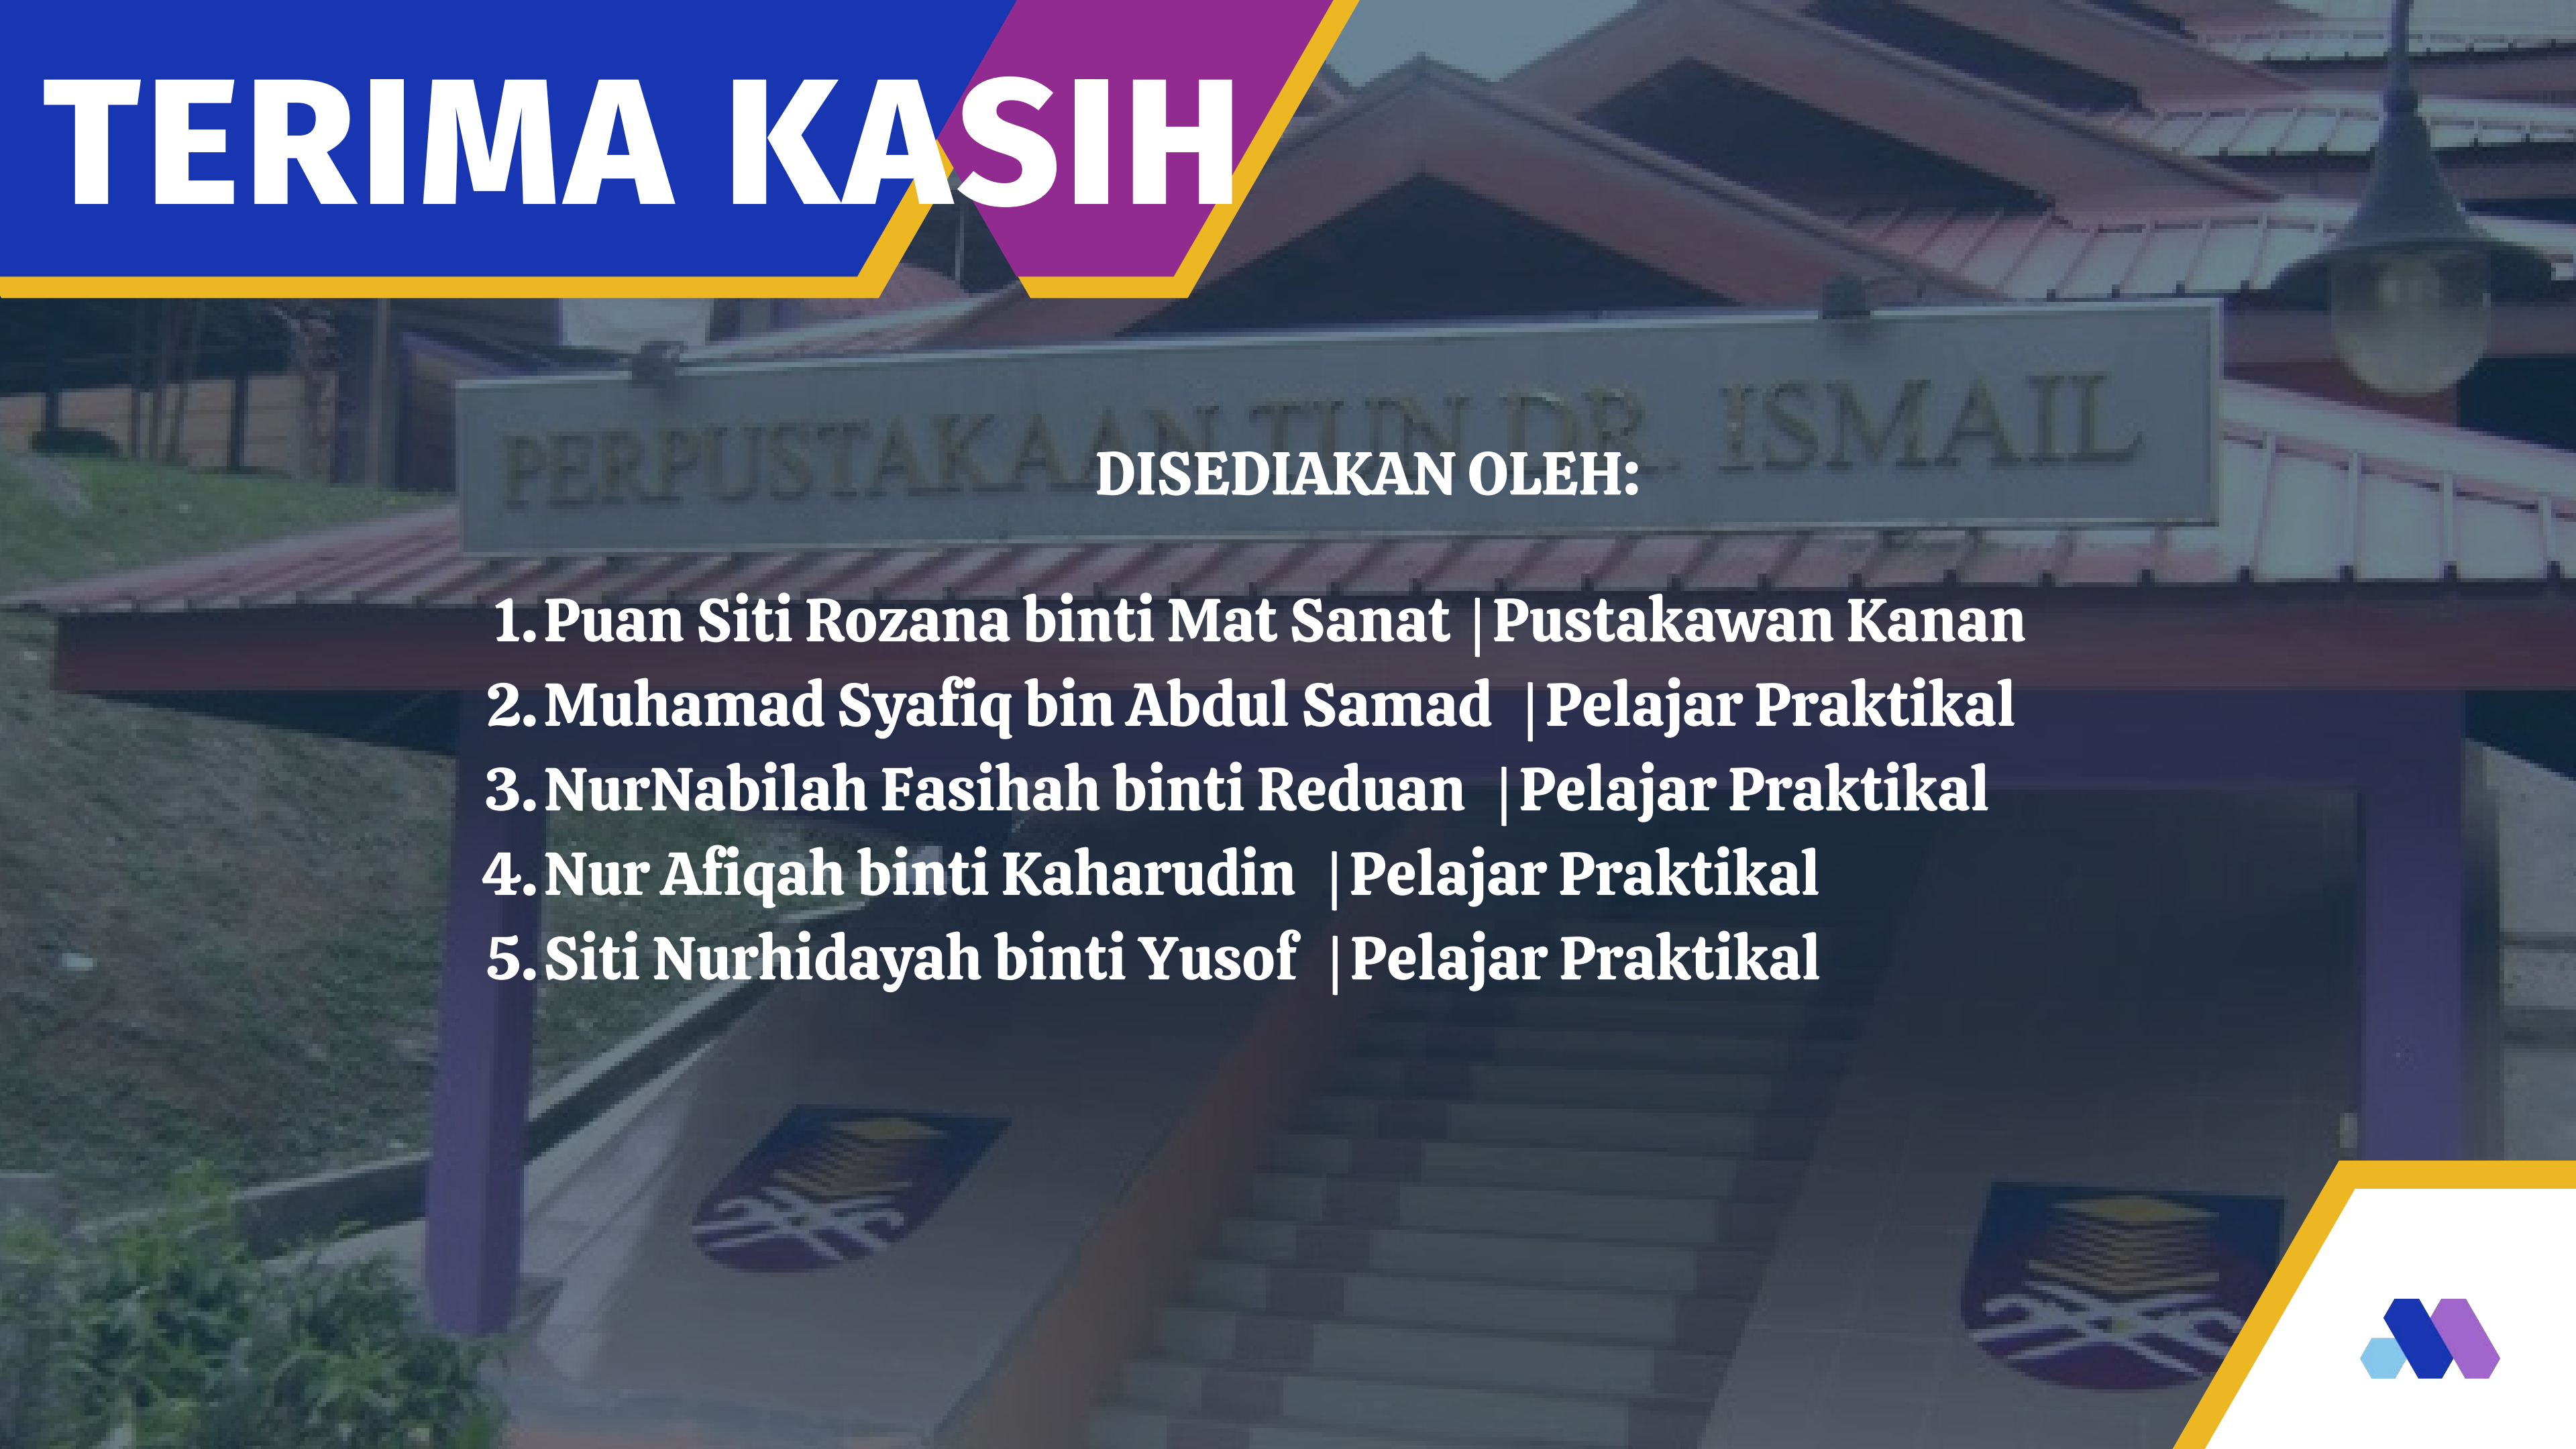 TERIMA KASIH
PERPUSTAKAAN TUN DR. ISMAIL
DISEDIAKAN OLEH:
1. Puan Siti Rozana binti Mat Sanat |Pustakawan Kanan
2. Muhamad Syafiq bin Abdul Samad |Pelajar Praktikal
3. NurNabilah Fasihah binti Reduan |Pelajar Praktikal
4. Nur Afiqah binti Kaharudin |Pelajar Praktikal
5. Siti Nurhidayah binti Yusof |Pelajar Praktikal